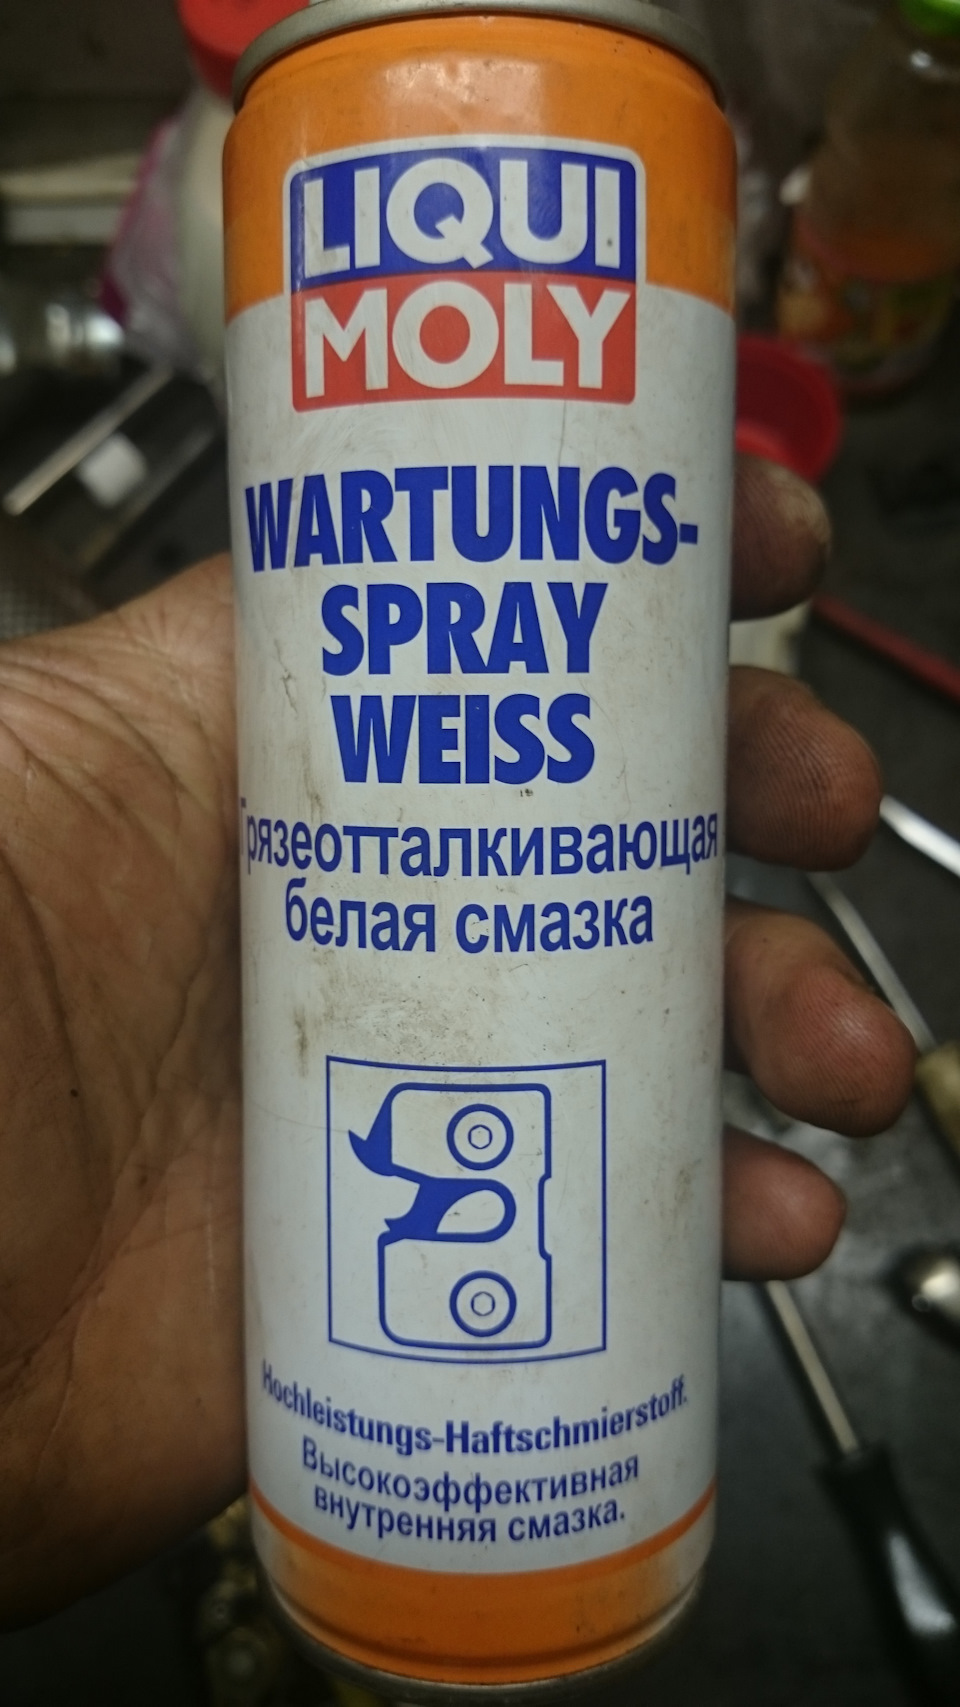 LIQUI
MOLY
WARTUNGS-
SPRAY
WEISS
Грязеотталкивающая
белая смазка
Hochleistungs-Haftschmierstoff.
Высокоэффективная
внутренняя смазка.